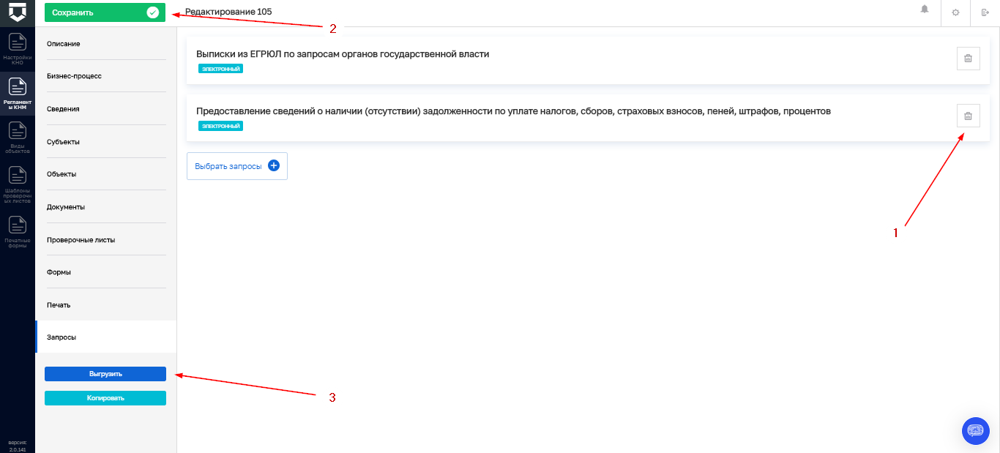 Сохранить
Редактирование 105
2
Настройки
КНО
Регламент
ы КНМ
Виды
объектов
Шаблоны
проверочн
ых листов
Печатные
формы
версия:
2.0.141
Описание
Бизнес-процесс
Сведения
Субъекты
Объекты
Документы
Проверочные листы
Формы
Печать
Запросы
Выгрузить
Копировать
Выписки из ЕГРЮЛ по запросам органов государственной власти
ЭЛЕКТРОННЫЙ
Предоставление сведений о наличии (отсутствии) задолженности по уплате налогов, сборов, страховых взносов, пеней, штрафов, процентов
ЭЛЕКТРОННЫЙ
Выбрать запросы
1
3